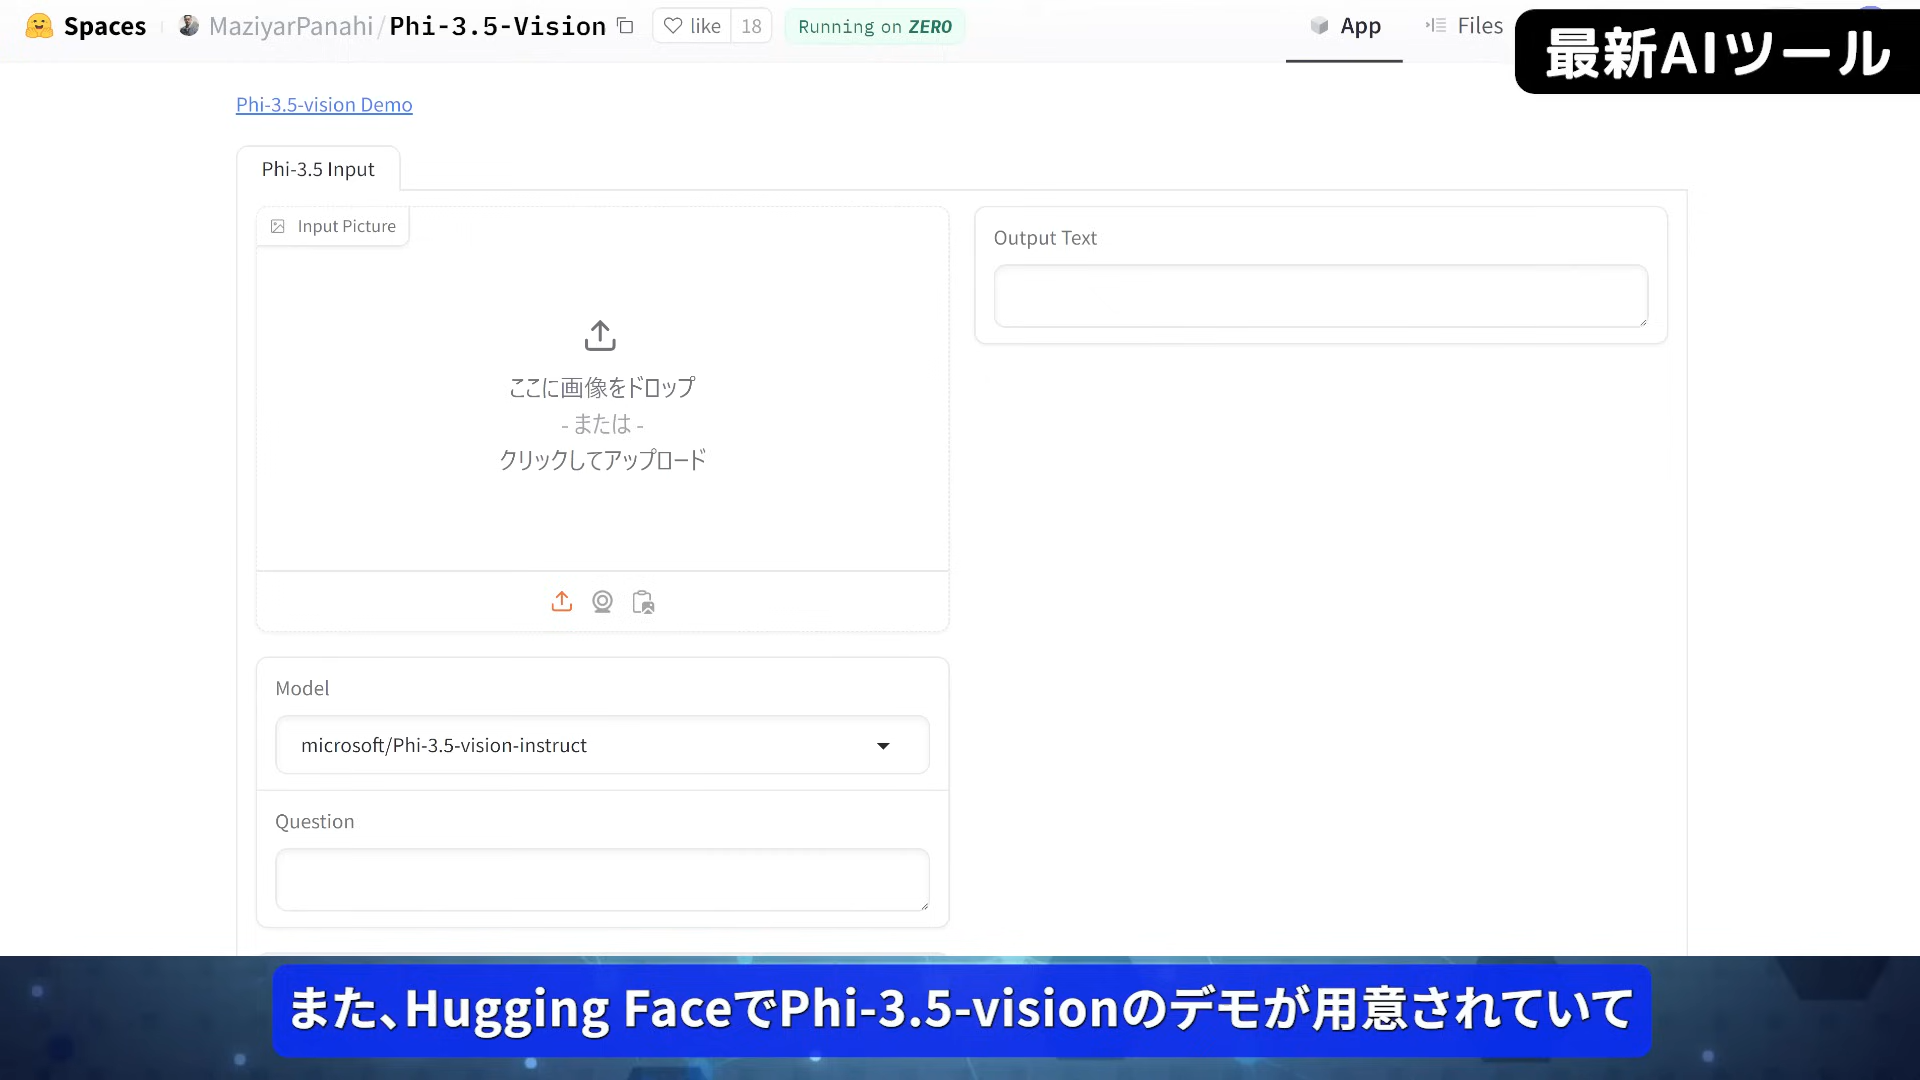 Spaces MaziyarPanahi/Phi-3.5-Vision like 18 Running on ZERO App Files
最新AIツール
Phi-3.5-vision Demo
Phi-3.5 Input
Input Picture
ここに画像をドロップ
- または -
クリックしてアップロード
Output Text
Model
microsoft/Phi-3.5-vision-instruct
Question
また、Hugging FaceでPhi-3.5-visionのデモが用意されていて